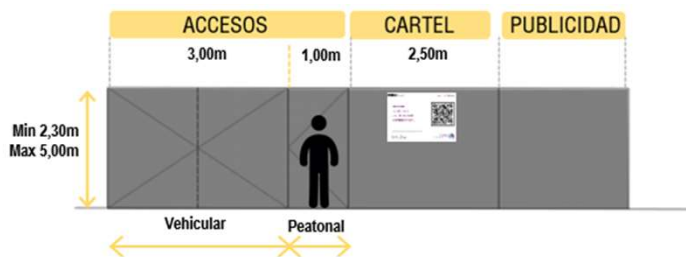 ACCESOS
CARTEL
PUBLICIDAD
3,00m
1,00m
2,50m
Min 2,30m
Max 5,00m
Vehicular
Peatonal